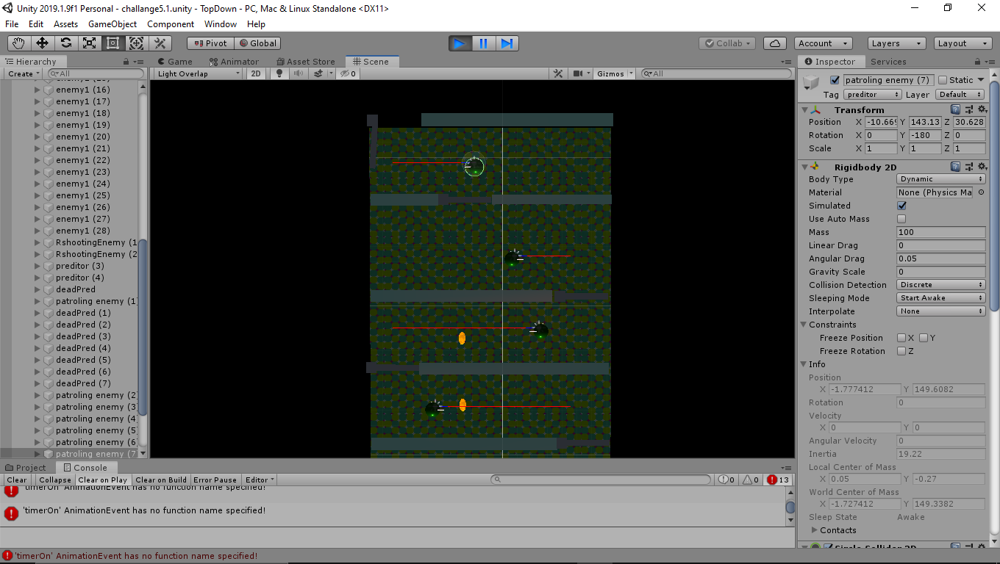 Unity 2019.1.9f1 Personal - challange5.1.unity - TopDown - PC, Mac & Linux Standalone <DX11>
File Edit Assets GameObject Component Window Help
Pivot Global Collab Account Layers Layout
Hierarchy
Create All
enemy1 (16)
enemy1 (17)
enemy1 (18)
enemy1 (19)
enemy1 (20)
enemy1 (21)
enemy1 (22)
enemy1 (23)
enemy1 (24)
enemy1 (25)
enemy1 (26)
enemy1 (27)
enemy1 (28)
RshootingEnemy (1
RshootingEnemy (2
preditor (3)
preditor (4)
deadPred
patroling enemy (1)
deadPred (1)
deadPred (2)
deadPred (3)
deadPred (4)
deadPred (5)
deadPred (6)
deadPred (7)
patroling enemy (2)
patroling enemy (3)
patroling enemy (4)
patroling enemy (5)
patroling enemy (6)
patroling enemy (7)
Game Animator Asset Store Scene
Light Overlap 2D 0 Gizmos All
Project Console
Clear Collapse Clear on Play Clear on Build Error Pause Editor 0 0 13
'timerOn' AnimationEvent has no function name specified!
'timerOn' AnimationEvent has no function name specified!
'timerOn' AnimationEvent has no function name specified!
Inspector Services
patroling enemy (7) Static
Tag preditor Layer Default
Transform
Position X -10.669 Y 143.13 Z 30.628
Rotation X 0 Y -180 Z 0
Scale X 1 Y 1 Z 1
Rigidbody 2D
Body Type Dynamic
Material None (Physics Ma
Simulated
Use Auto Mass
Mass 100
Linear Drag 0
Angular Drag 0.05
Gravity Scale 0
Collision Detection Discrete
Sleeping Mode Start Awake
Interpolate None
Constraints
Freeze Position X Y
Freeze Rotation Z
Info
Position
X -1.777412 Y 149.6082
Rotation 0
Velocity
X 0 Y 0
Angular Velocity 0
Inertia 19.22
Local Center of Mass
X 0.05 Y -0.27
World Center of Mass
X -1.727412 Y 149.3382
Sleep State Awake
Contacts